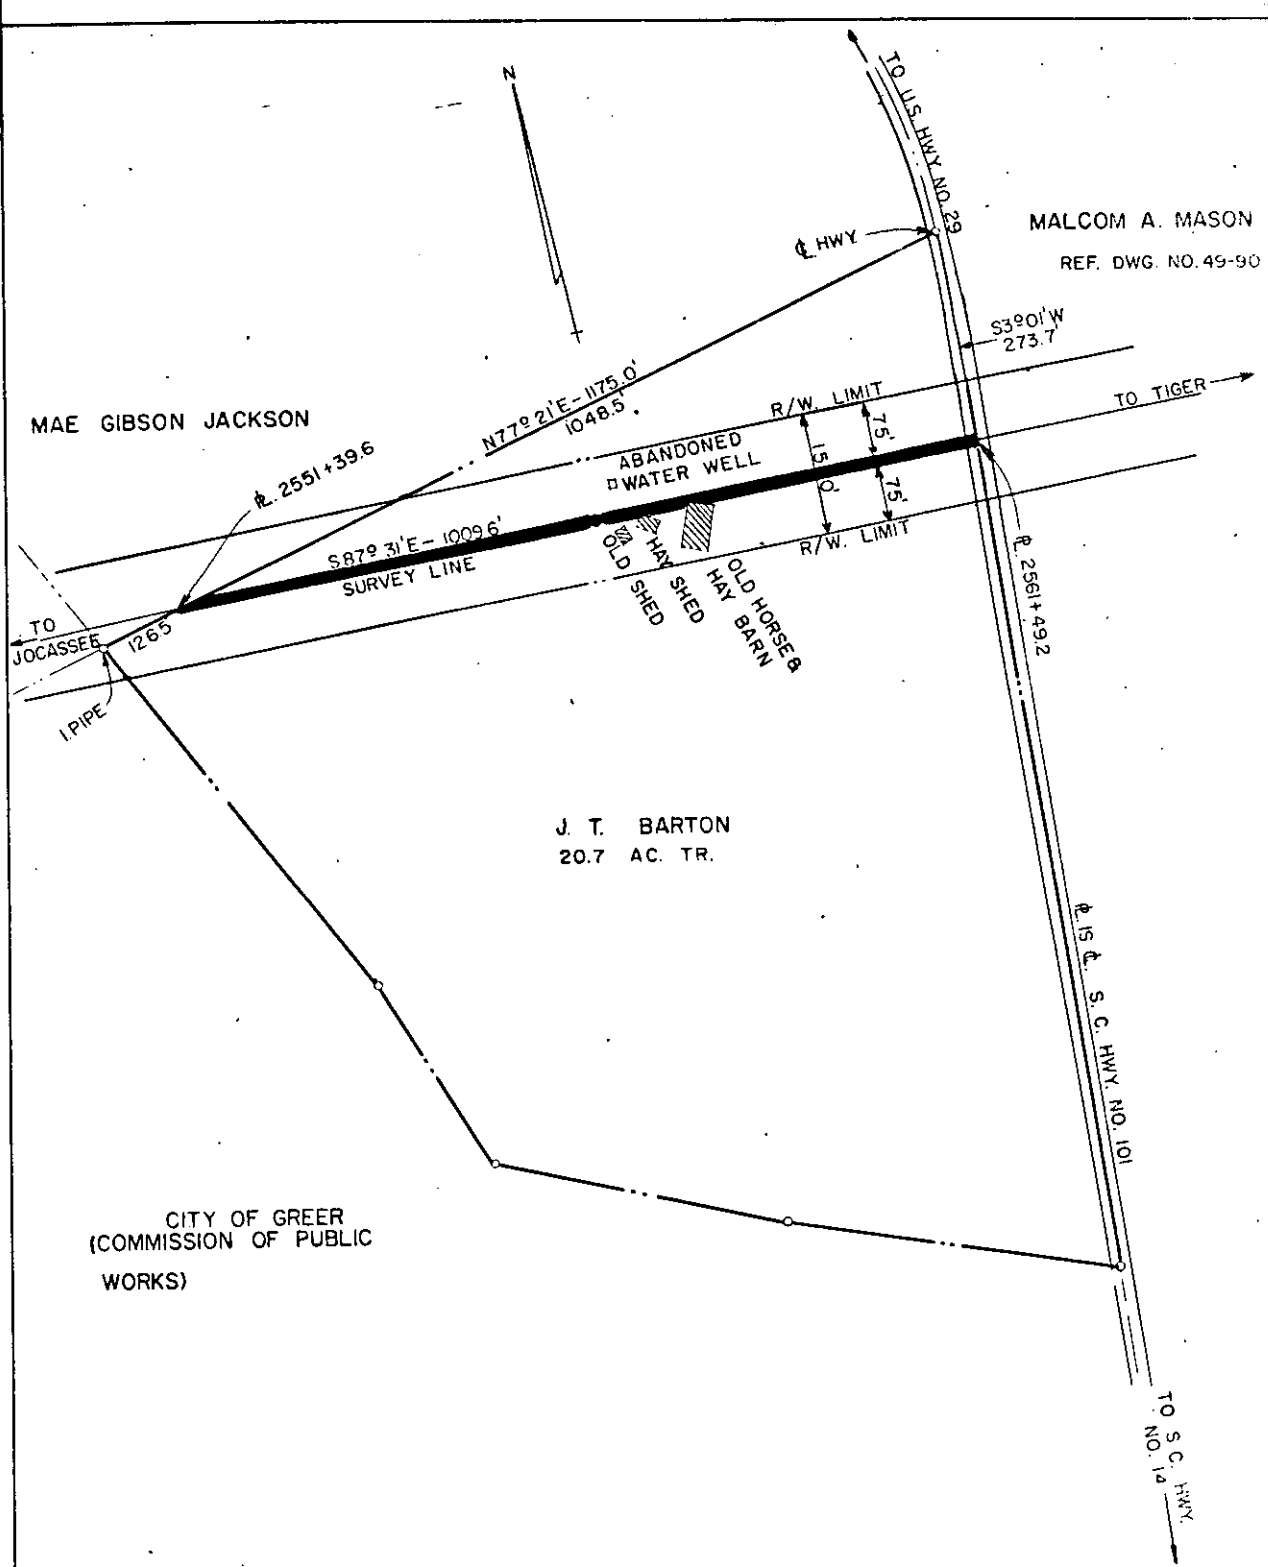 N
TO U.S. HWY. NO. 29
MALCOM A. MASON
REF. DWG. NO. 49-90
℄ HWY.
S3º01'W
273.7'
MAE GIBSON JACKSON
N77º 21'E-1175.0'
1048.5'
R/W. LIMIT
TO TIGER
75'
150'
75'
ABANDONED
WATER WELL
⅊ 2551+39.6
S87º 31'E- 1009.6'
SURVEY LINE
R/W. LIMIT
OLD SHED
HAY SHED
OLD HORSE &
HAY BARN
⅊ 2561+49.2
TO
JOCASSEE
126.5
I.PIPE
J. T. BARTON
20.7 AC. TR.
⅊ IS ℄ S. C. HWY. NO. 101
CITY OF GREER
(COMMISSION OF PUBLIC
WORKS)
TO S.C. HWY.
NO. 14